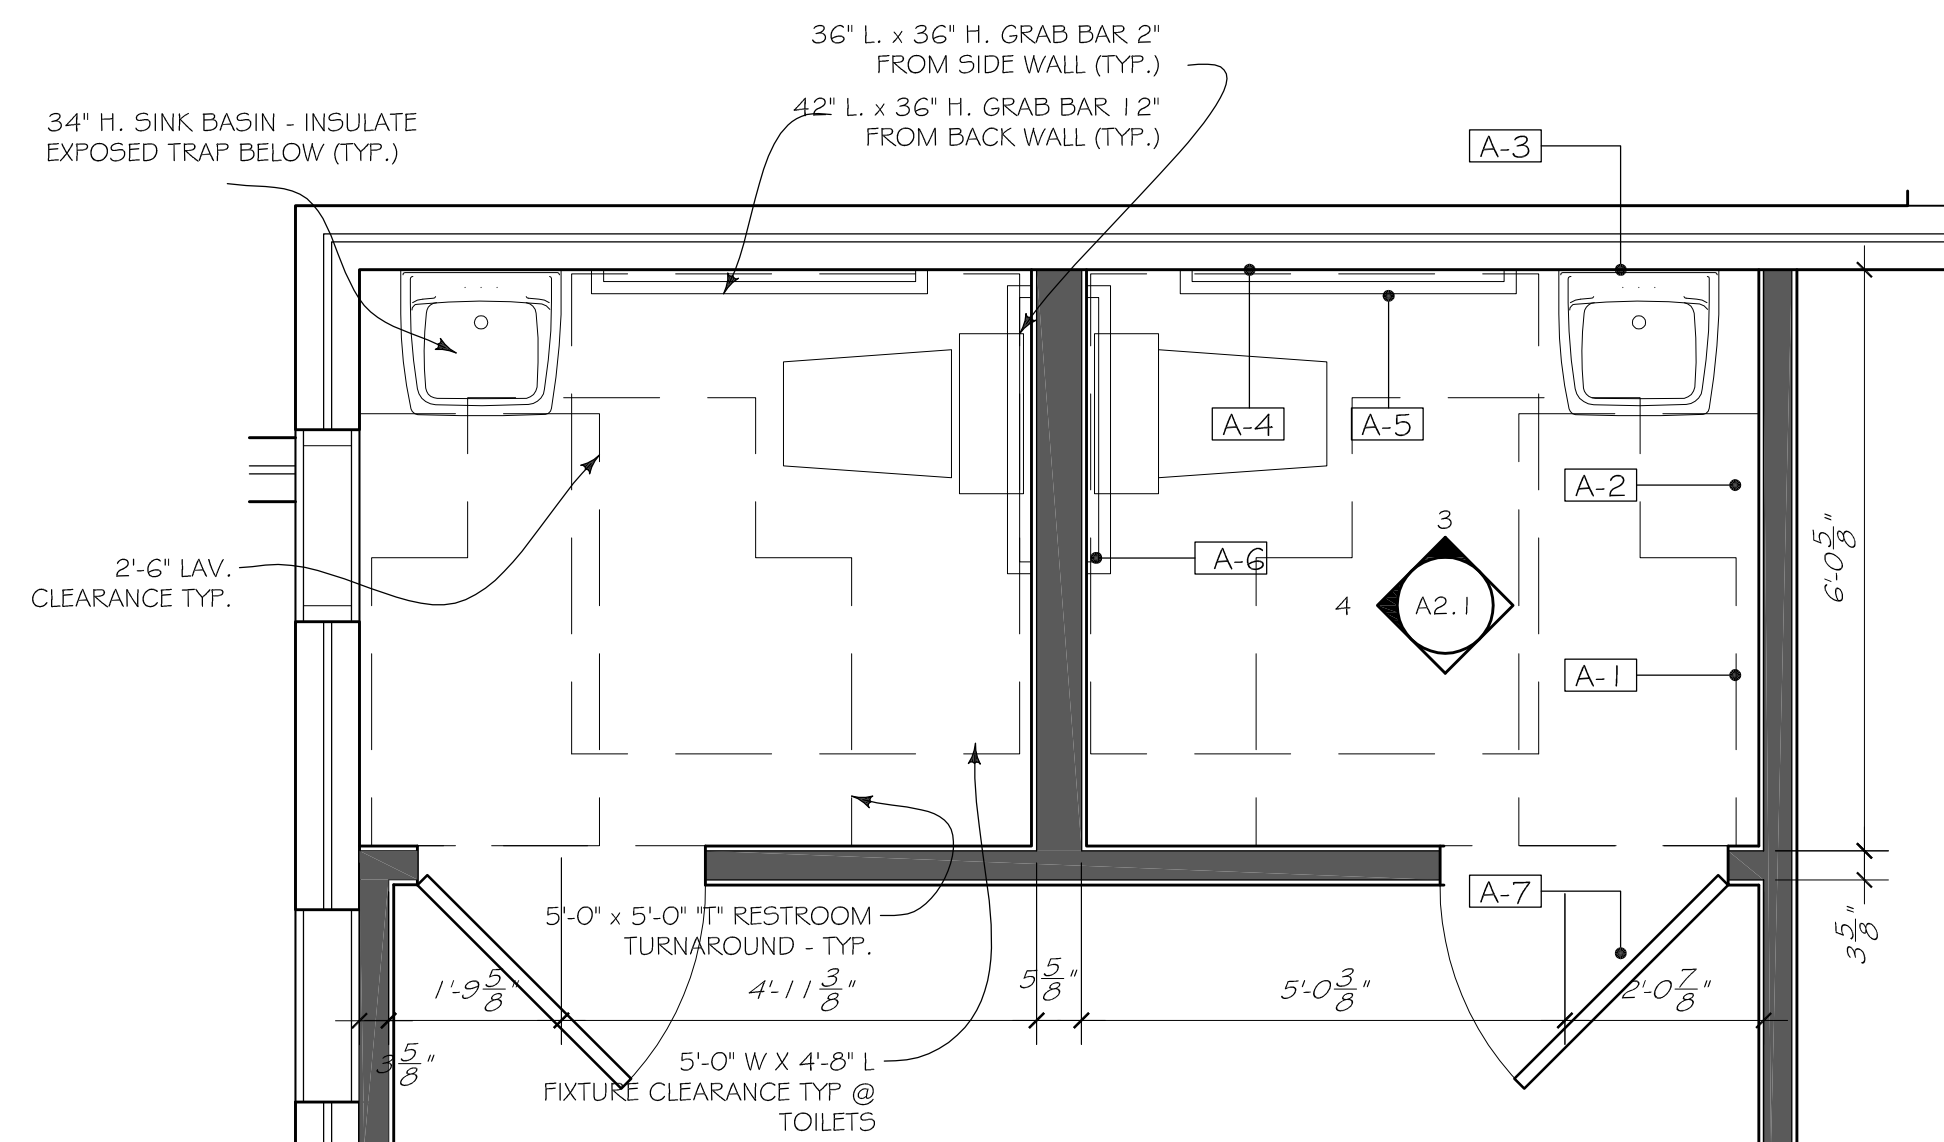 36" L. x 36" H. GRAB BAR 2"
FROM SIDE WALL (TYP.)
42" L. x 36" H. GRAB BAR 12"
FROM BACK WALL (TYP.)
34" H. SINK BASIN - INSULATE
EXPOSED TRAP BELOW (TYP.)
A-3
A-4
A-5
A-2
3
6'-0 5/8"
2'-6" LAV.
CLEARANCE TYP.
A-6
4
A2.1
A-1
A-7
5'-0" x 5'-0" "T" RESTROOM
TURNAROUND - TYP.
3 5/8"
1'-9 5/8"
4'-11 3/8"
5 5/8"
5'-0 3/8"
2'-0 7/8"
3 5/8"
5'-0" W X 4'-8" L
FIXTURE CLEARANCE TYP @
TOILETS